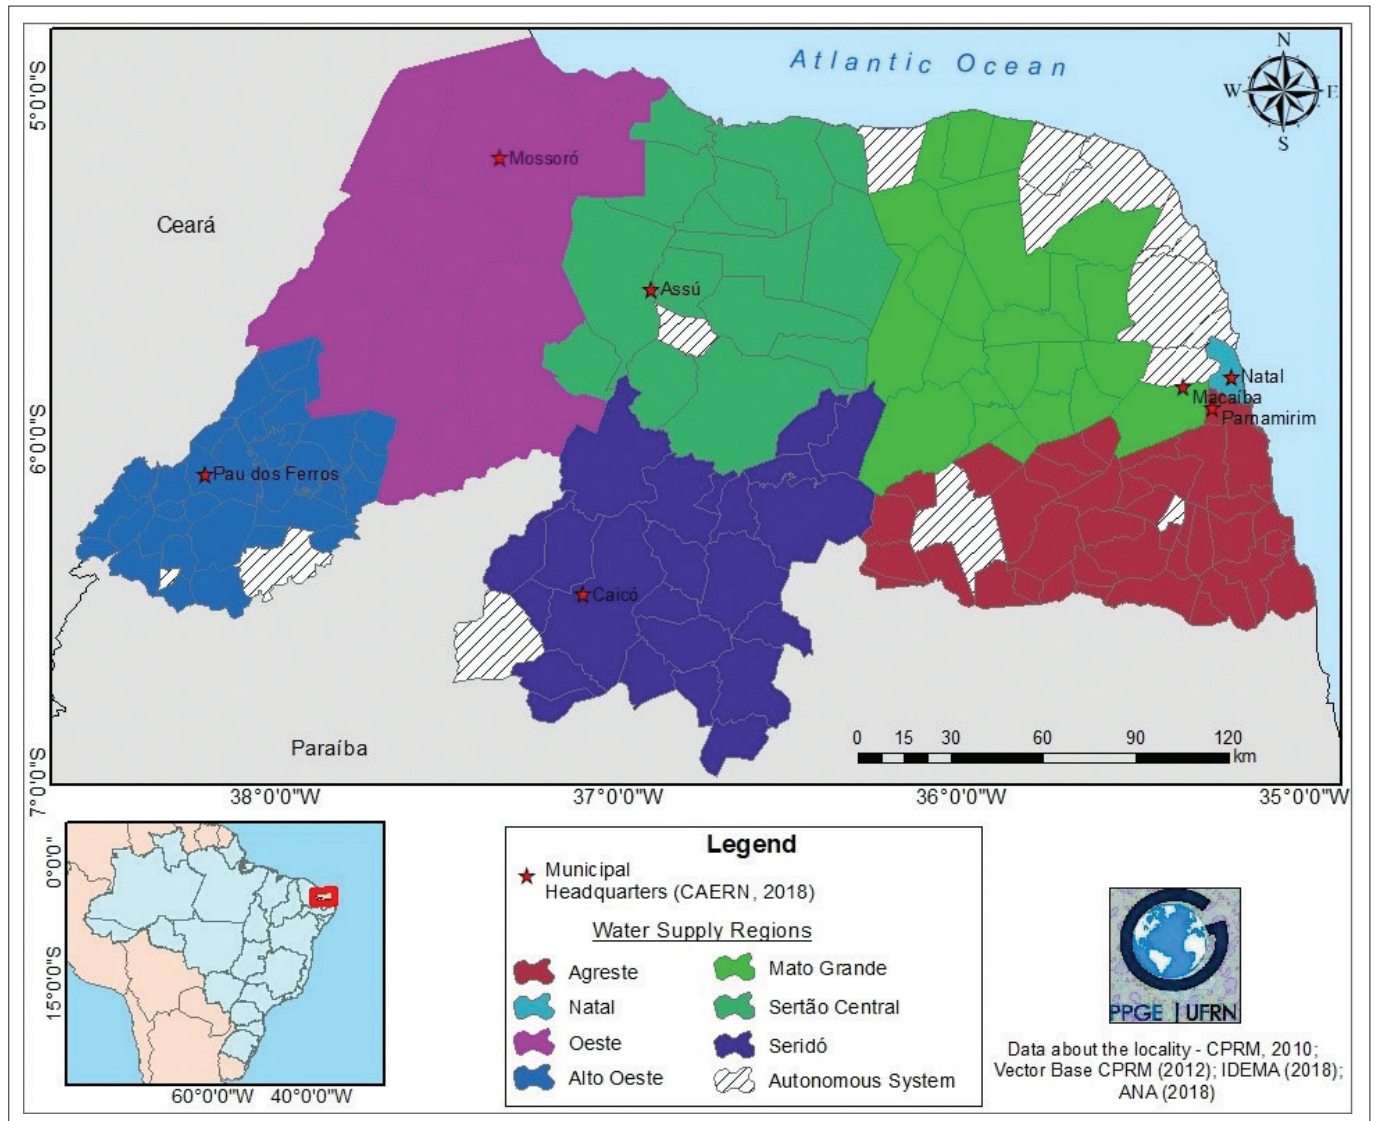 Atlantic Ocean
N
W
E
S
5°0'0"S
6°0'0"S
7°0'0"S
Mossoró
Ceará
Assú
Natal
Macaíba
Parnamirim
Pau dos Ferros
Caicó
Paraíba
0 15 30 60 90 120
km
38°0'0"W 37°0'0"W 36°0'0"W 35°0'0"W
0°0'0"
15°0'0"S
60°0'0"W 40°0'0"W
Legend
Municipal
Headquarters (CAERN, 2018)
Water Supply Regions
Agreste
Natal
Oeste
Alto Oeste
Mato Grande
Sertão Central
Seridó
Autonomous System
PPGE | UFRN
Data about the locality - CPRM, 2010;
Vector Base CPRM (2012); IDEMA (2018);
ANA (2018)